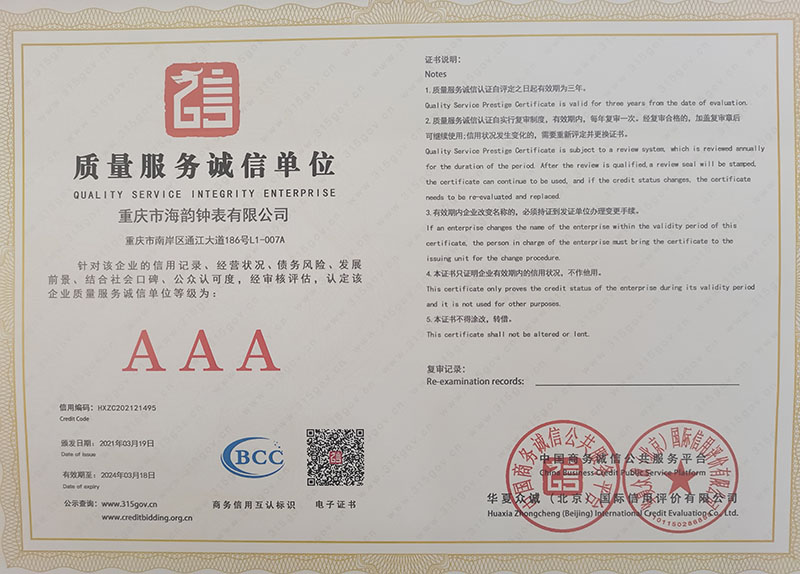 信
质量服务诚信单位
QUALITY SERVICE INTEGRITY ENTERPRISE
重庆市海韵钟表有限公司
重庆市南岸区通江大道186号L1-007A
针对该企业的信用记录、经营状况、债务风险、发展
前景、结合社会口碑、公众认可度，经审核评估，认定该
企业质量服务诚信单位等级为：
AAA
信用编码：HXZC202121495
Credit Code
颁发日期：2021年03月19日
Date of Issue
有效期至：2024年03月18日
Date of expiry
公示查询：www.315gov.cn
www.creditbidding.org.cn
BCC
商务信用互认标识
电子证书
证书说明：
Notes
1.质量服务诚信认证自评定之日起有效期为三年。
Quality Service Prestige Certificate is valid for three years from the date of evaluation.
2.质量服务诚信认证自实行复审制度，有效期内，每年复审一次。经复审合格的，加盖复审章后
可继续使用;信用状况发生变化的，需要重新评定并更换证书。
Quality Service Prestige Certificate is subject to a review system, which is reviewed annually
for the duration of the period. After the review is qualified,a review seal will be stamped,
the certificate can continue to be used, and if the credit status changes, the certificate
needs to be re-evaluated and replaced.
3.有效期内企业改变名称的，必须持证到发证单位办理变更手续。
If an enterprise changes the name of the enterprise within the validity period of this
certificate, the person in charge of the enterprise must bring the certificate to the
issuing unit for the change procedure.
4.本证书只证明企业有效期内的信用状况，不作他用。
This certificate only proves the credit status of the enterprise during its validity period
and it is not used for other purposes.
5.本证书不得涂改，转借。
This certificate shall not be altered or lent.
复审记录：
Re-examination records:
中国商务诚信公共服务平台
China Business Credit Public Service Platform
华夏众诚（北京）国际信用评价有限公司
Huaxia Zhongcheng (Beijing) International Credit Evaluation Co., Ltd.